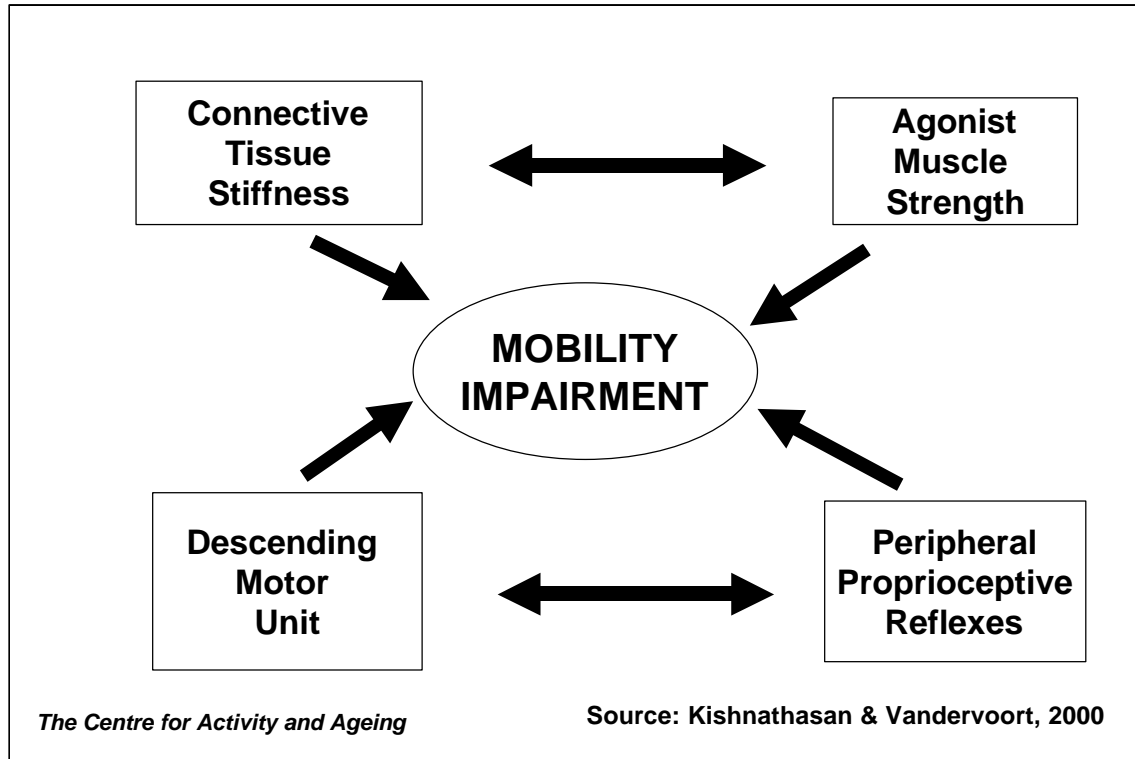 Connective
Tissue
Stiffness
Agonist
Muscle
Strength
MOBILITY
IMPAIRMENT
Descending
Motor
Unit
Peripheral
Proprioceptive
Reflexes
The Centre for Activity and Ageing
Source: Kishnathasan & Vandervoort, 2000